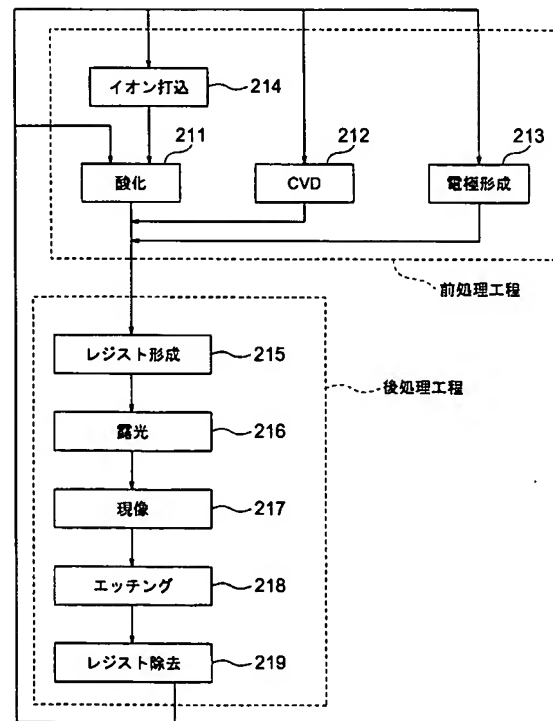 イオン打込
214
211
212
213
酸化
CVD
電極形成
前処理工程
レジスト形成
215
後処理工程
露光
216
現像
217
エッチング
218
レジスト除去
219